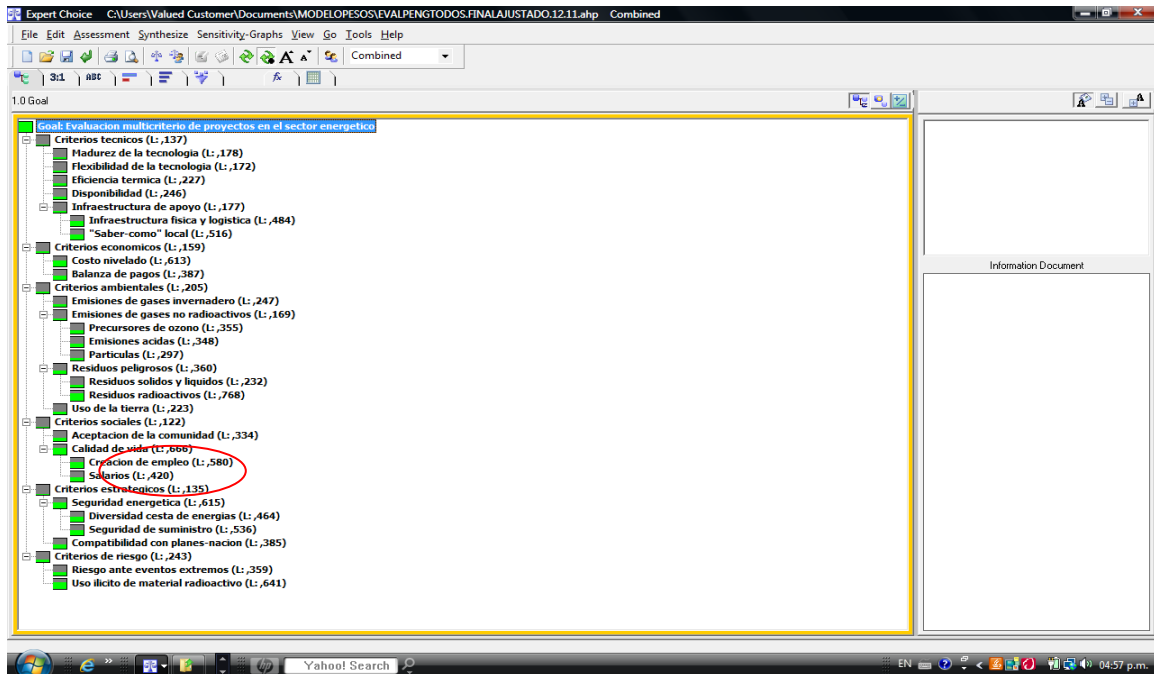 Expert Choice C:\Users\Valued Customer\Documents\MODELOPESOS\EVALPENGTODOS.FINALAJUSTADO.12.11.ahp Combined
File Edit Assessment Synthesize Sensitivity-Graphs View Go Tools Help
Combined
3:1 ABC fx
1.0 Goal
Goal: Evaluacion multicriterio de proyectos en el sector energetico
Criterios tecnicos (L: ,137)
Madurez de la tecnologia (L: ,178)
Flexibilidad de la tecnologia (L: ,172)
Eficiencia termica (L: ,227)
Disponibilidad (L: ,246)
Infraestructura de apoyo (L: ,177)
Infraestructura fisica y logistica (L: ,484)
"Saber-como" local (L: ,516)
Criterios economicos (L: ,159)
Costo nivelado (L: ,613)
Balanza de pagos (L: ,387)
Criterios ambientales (L: ,205)
Emisiones de gases invernadero (L: ,247)
Emisiones de gases no radioactivos (L: ,169)
Precursores de ozono (L: ,355)
Emisiones acidas (L: ,348)
Particulas (L: ,297)
Residuos peligrosos (L: ,360)
Residuos solidos y liquidos (L: ,232)
Residuos radioactivos (L: ,768)
Uso de la tierra (L: ,223)
Criterios sociales (L: ,122)
Aceptacion de la comunidad (L: ,334)
Calidad de vida (L: ,666)
Creacion de empleo (L: ,580)
Salarios (L: ,420)
Criterios estrategicos (L: ,135)
Seguridad energetica (L: ,615)
Diversidad cesta de energias (L: ,464)
Seguridad de suministro (L: ,536)
Compatibilidad con planes-nacion (L: ,385)
Criterios de riesgo (L: ,243)
Riesgo ante eventos extremos (L: ,359)
Uso ilicito de material radioactivo (L: ,641)
Information Document
hp Yahoo! Search EN 04:57 p.m.